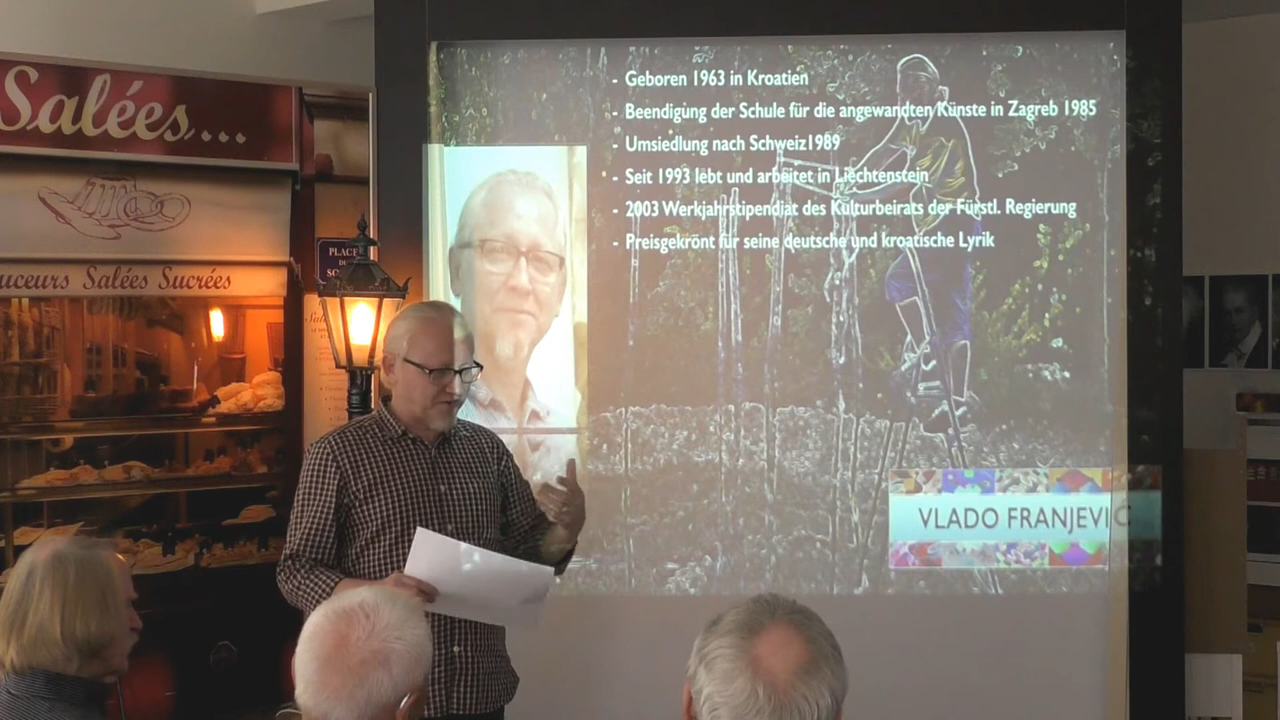 Salées...
uceurs Salées Sucrées
PLACE
- Geboren 1963 in Kroatien
- Beendigung der Schule für die angewandten Künste in Zagreb 1985
- Umsiedlung nach Schweiz1989
- Seit 1993 lebt und arbeitet in Liechtenstein
- 2003 Werkjahrstipendiat des Kulturbeirats der Fürstl. Regierung
- Preisgekrönt für seine deutsche und kroatische Lyrik
VLADO FRANJEVIC